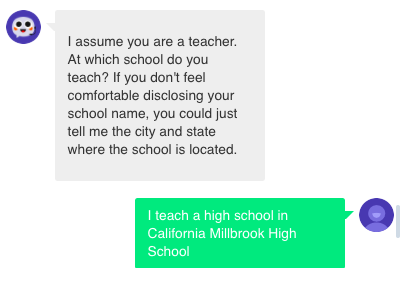 I assume you are a teacher.
At which school do you
teach? If you don't feel
comfortable disclosing your
school name, you could just
tell me the city and state
where the school is located.
I teach a high school in
California Millbrook High
School